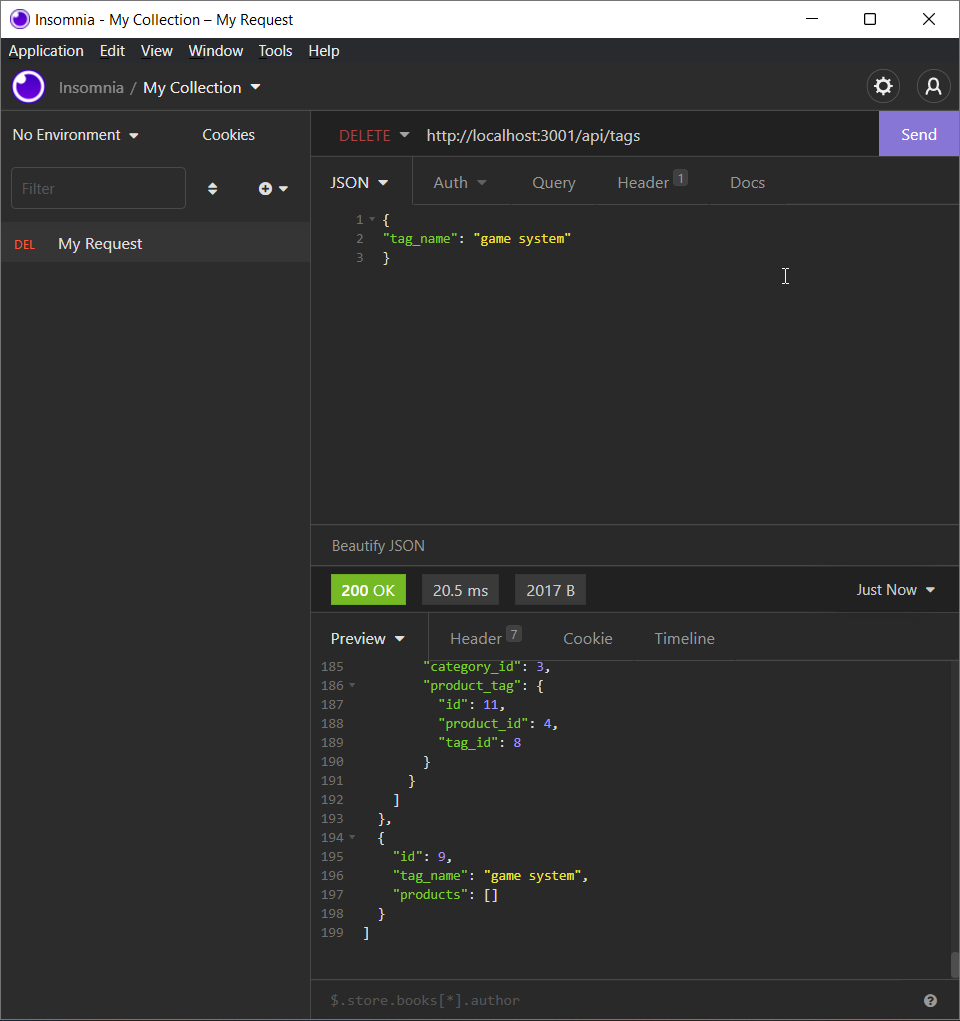 Insomnia - My Collection – My Request
Application Edit View Window Tools Help
Insomnia / My Collection
No Environment Cookies
DELETE http://localhost:3001/api/tags Send
Filter
JSON Auth Query Header 1 Docs
DEL My Request
1 {
2 "tag_name": "game system"
3 }
Beautify JSON
200 OK 20.5 ms 2017 B Just Now
Preview Header 7 Cookie Timeline
185 "category_id": 3,
186 "product_tag": {
187 "id": 11,
188 "product_id": 4,
189 "tag_id": 8
190 }
191 }
192 ]
193 },
194 {
195 "id": 9,
196 "tag_name": "game system",
197 "products": []
198 }
199 ]
$.store.books[*].author